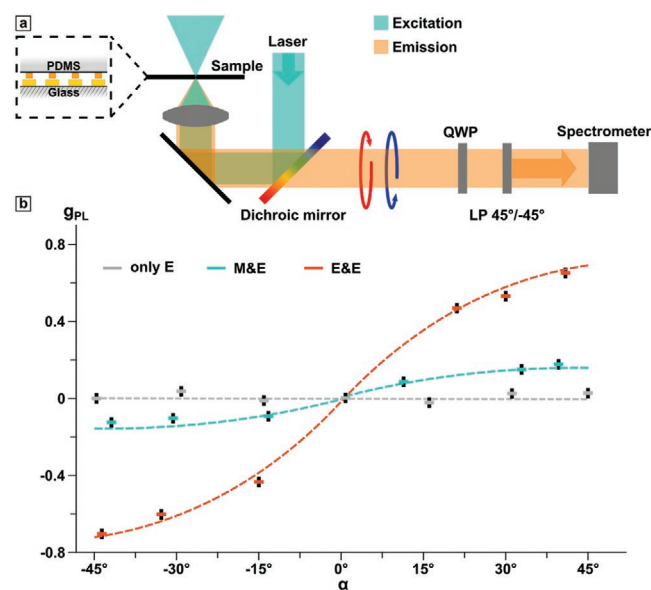 a
Laser
Excitation
Emission
PDMS
Glass
Sample
QWP
Spectrometer
Dichroic mirror
LP 45°/-45°
b
gPL
0.8
only E
M&E
E&E
0.4
0
-0.4
-0.8
-45°
-30°
-15°
0°
15°
30°
45°
α